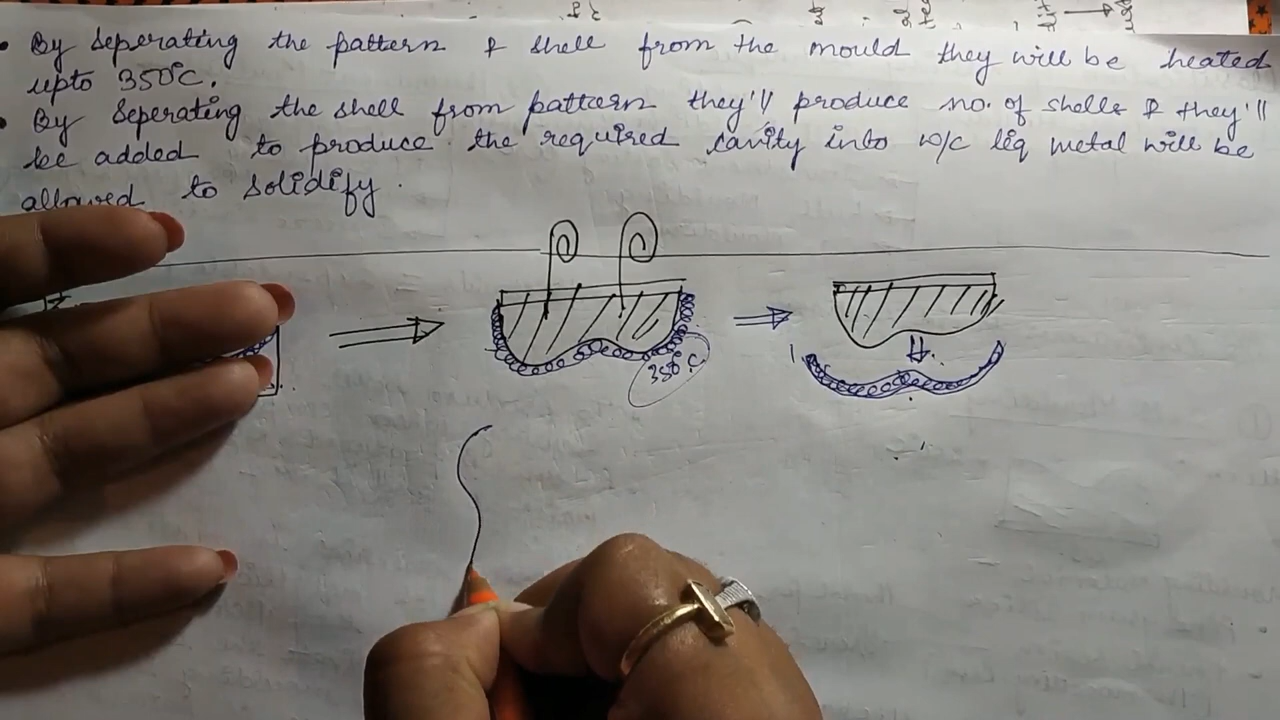 • By Seperating the pattern & shell from the mould they will be heated
upto 350°C.
• By Seperating the shell from pattern they'll produce no. of shells & they'll
be added to produce the required cavity into w/c liq metal will be
allowed to solidify.
350°C